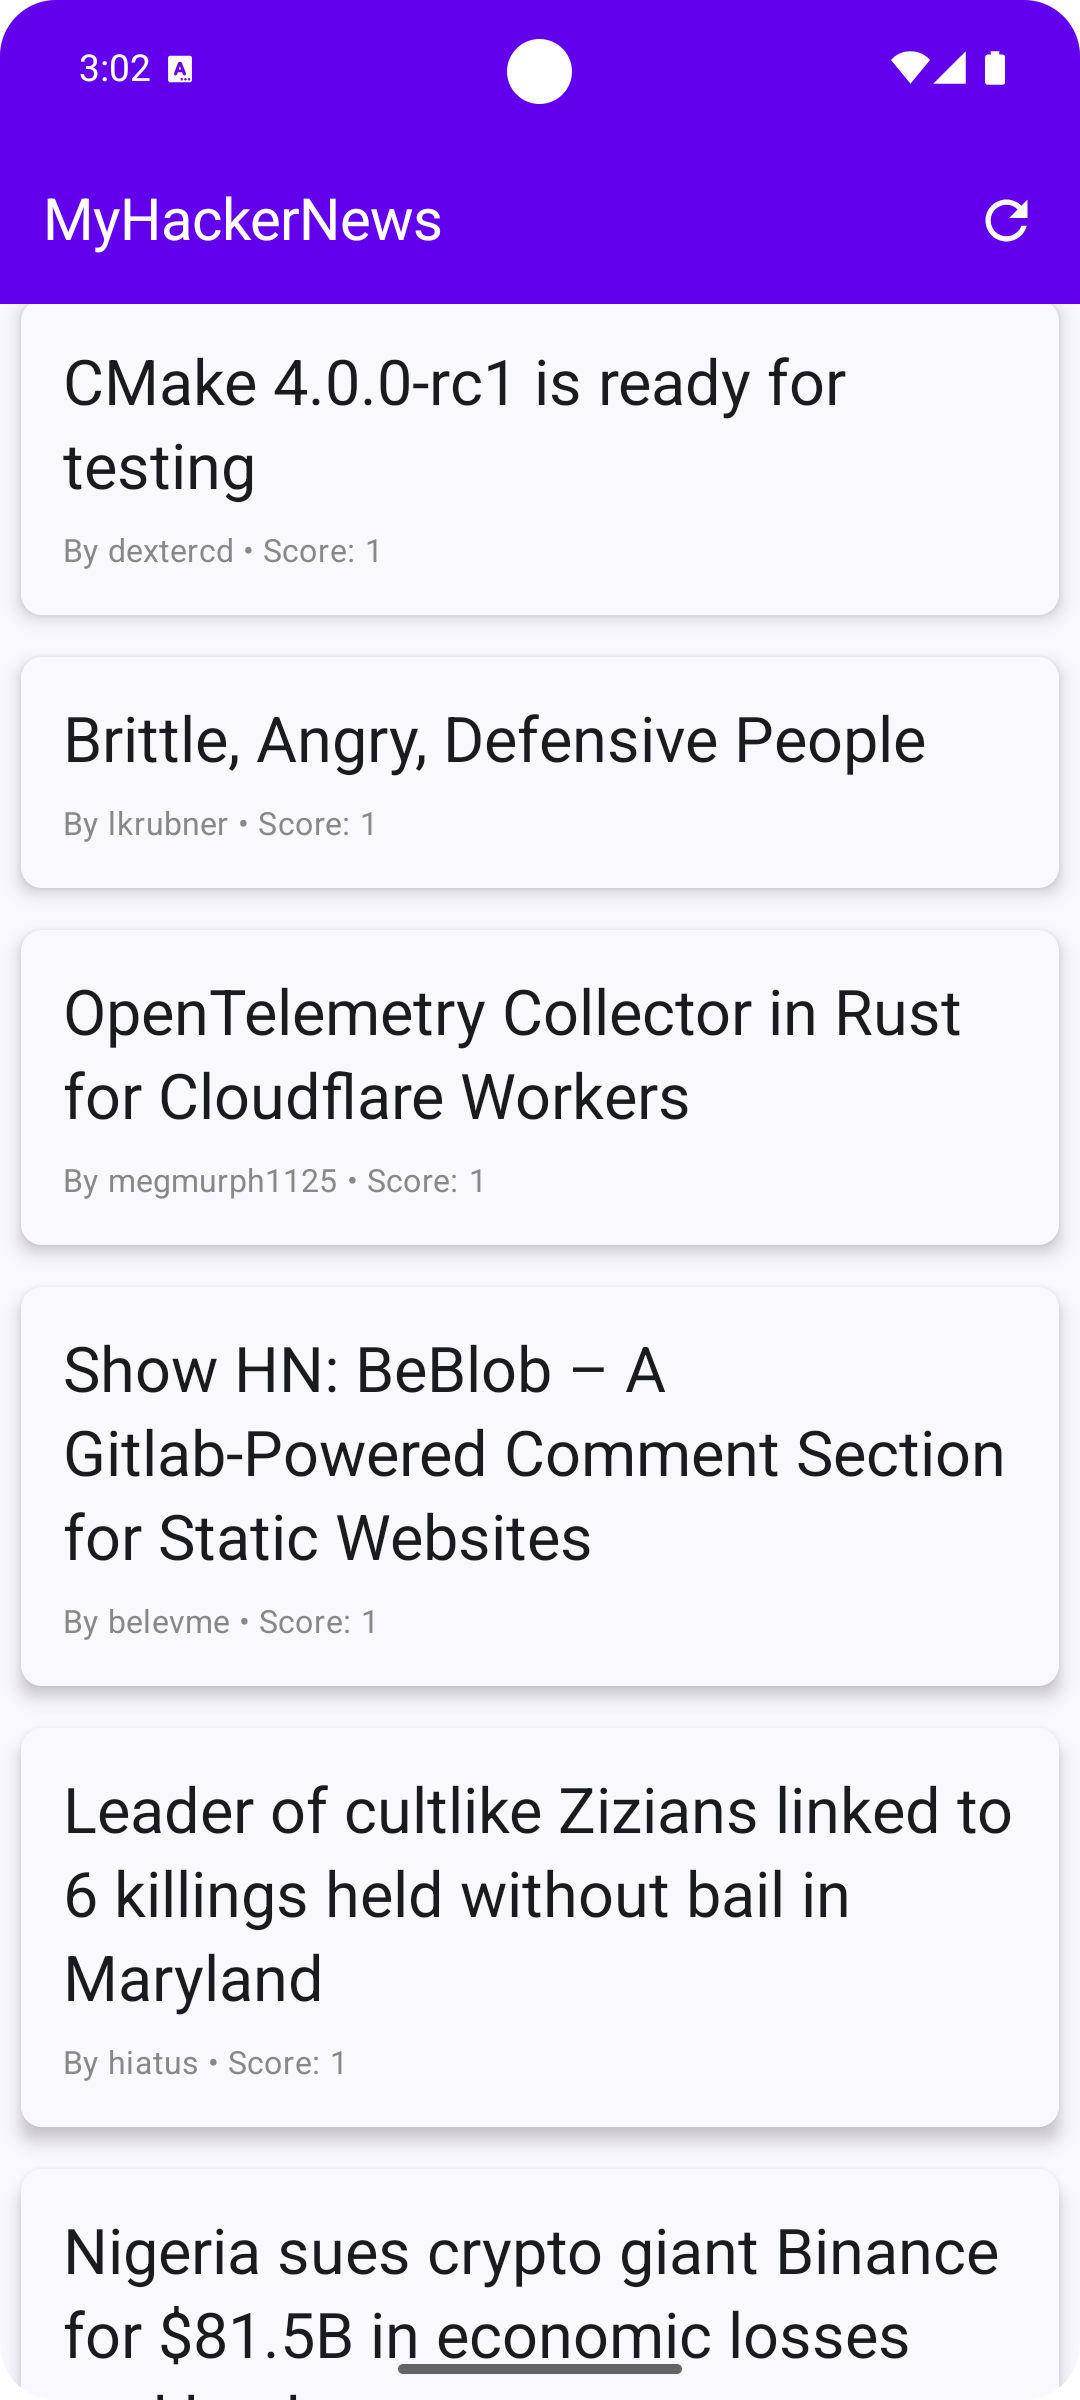 3:02
MyHackerNews
CMake 4.0.0-rc1 is ready for
testing
By dextercd • Score: 1
Brittle, Angry, Defensive People
By lkrubner • Score: 1
OpenTelemetry Collector in Rust
for Cloudflare Workers
By megmurph1125 • Score: 1
Show HN: BeBlob – A
Gitlab-Powered Comment Section
for Static Websites
By belevme • Score: 1
Leader of cultlike Zizians linked to
6 killings held without bail in
Maryland
By hiatus • Score: 1
Nigeria sues crypto giant Binance
for $81.5B in economic losses